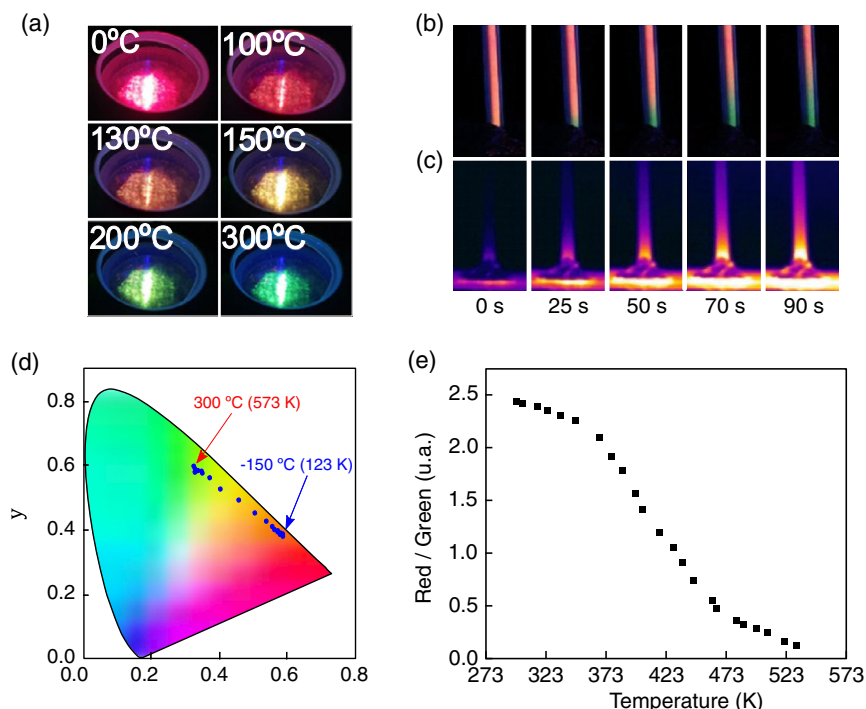 (a)
0ºC
100ºC
130ºC
150ºC
200ºC
300ºC
(b)
(c)
0 s
25 s
50 s
70 s
90 s
(d)
0.8
0.6
0.4
0.2
0.0
y
300 ºC (573 K)
-150 ºC (123 K)
0.0
0.2
0.4
0.6
0.8
(e)
Red / Green (u.a.)
2.5
2.0
1.5
1.0
0.5
0.0
273
323
373
423
473
523
573
Temperature (K)